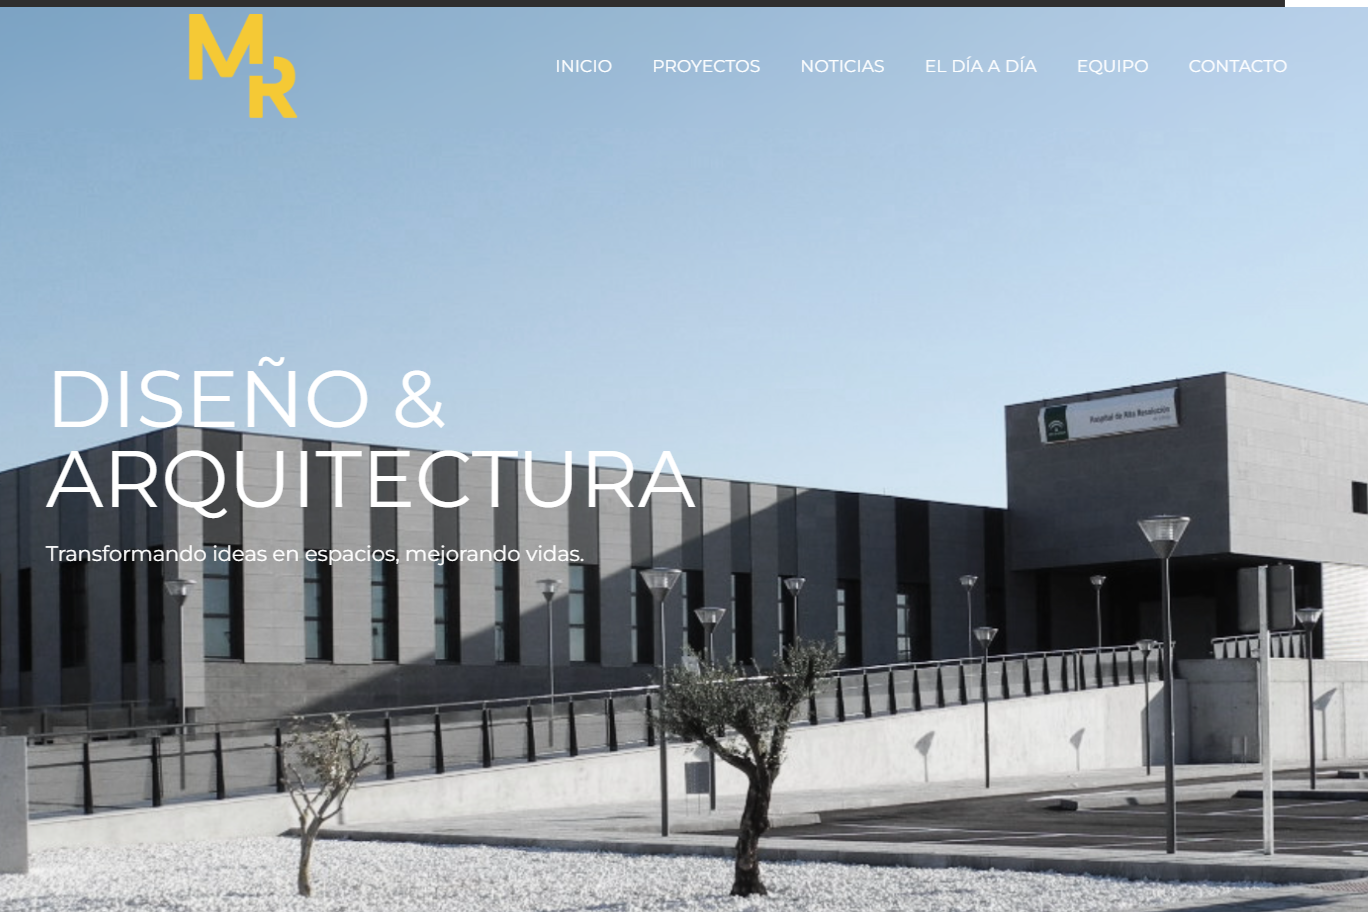 MR
INICIO PROYECTOS NOTICIAS EL DÍA A DÍA EQUIPO CONTACTO
DISEÑO &
ARQUITECTURA
Transformando ideas en espacios, mejorando vidas.
Hospital de Alta Resolución